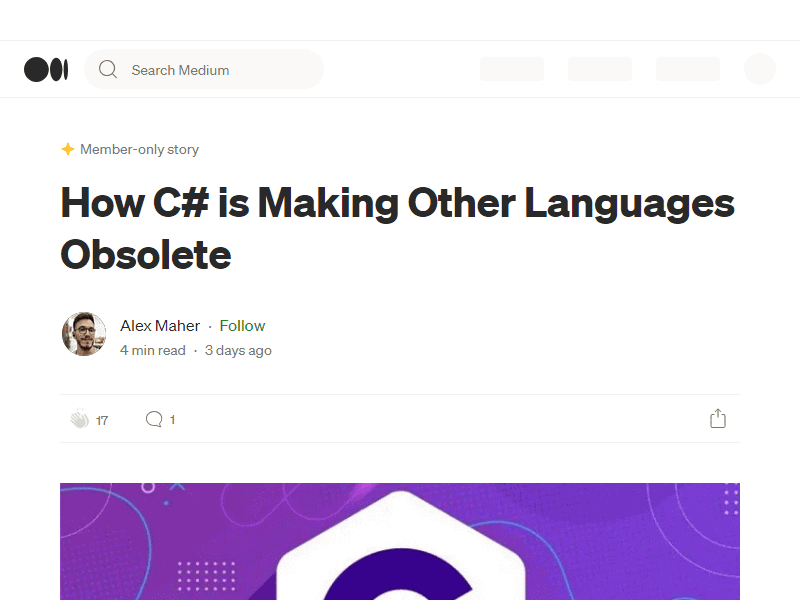 Search Medium
Member-only story
How C# is Making Other Languages
Obsolete
Alex Maher · Follow
4 min read · 3 days ago
17 1